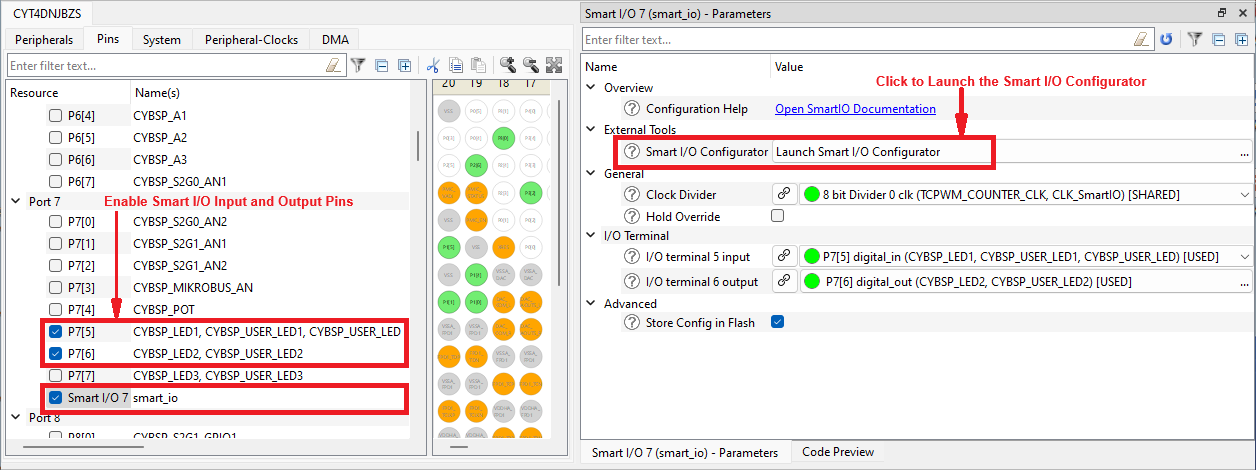 CYT4DNJBZS
Peripherals Pins System Peripheral-Clocks DMA
Enter filter text...
Resource Name(s)
P6[4] CYBSP_A1
P6[5] CYBSP_A2
P6[6] CYBSP_A3
P6[7] CYBSP_S2G0_AN1
Port 7
Enable Smart I/O Input and Output Pins
P7[0] CYBSP_S2G0_AN2
P7[1] CYBSP_S2G1_AN1
P7[2] CYBSP_S2G1_AN2
P7[3] CYBSP_MIKROBUS_AN
P7[4] CYBSP_POT
P7[5] CYBSP_LED1, CYBSP_USER_LED1, CYBSP_USER_LED
P7[6] CYBSP_LED2, CYBSP_USER_LED2
P7[7] CYBSP_LED3, CYBSP_USER_LED3
Smart I/O 7 smart_io
Port 8
P8[0] CYBSP_S2G1_GPIO1
20 19 18 17
Smart I/O 7 (smart_io) - Parameters
Enter filter text...
Name Value
Click to Launch the Smart I/O Configurator
Overview
Configuration Help Open SmartIO Documentation
External Tools
Smart I/O Configurator Launch Smart I/O Configurator ...
General
Clock Divider 8 bit Divider 0 clk (TCPWM_COUNTER_CLK, CLK_SmartIO) [SHARED]
Hold Override
I/O Terminal
I/O terminal 5 input P7[5] digital_in (CYBSP_LED1, CYBSP_USER_LED1, CYBSP_USER_LED) [USED]
I/O terminal 6 output P7[6] digital_out (CYBSP_LED2, CYBSP_USER_LED2) [USED] ...
Advanced
Store Config in Flash
Smart I/O 7 (smart_io) - Parameters Code Preview